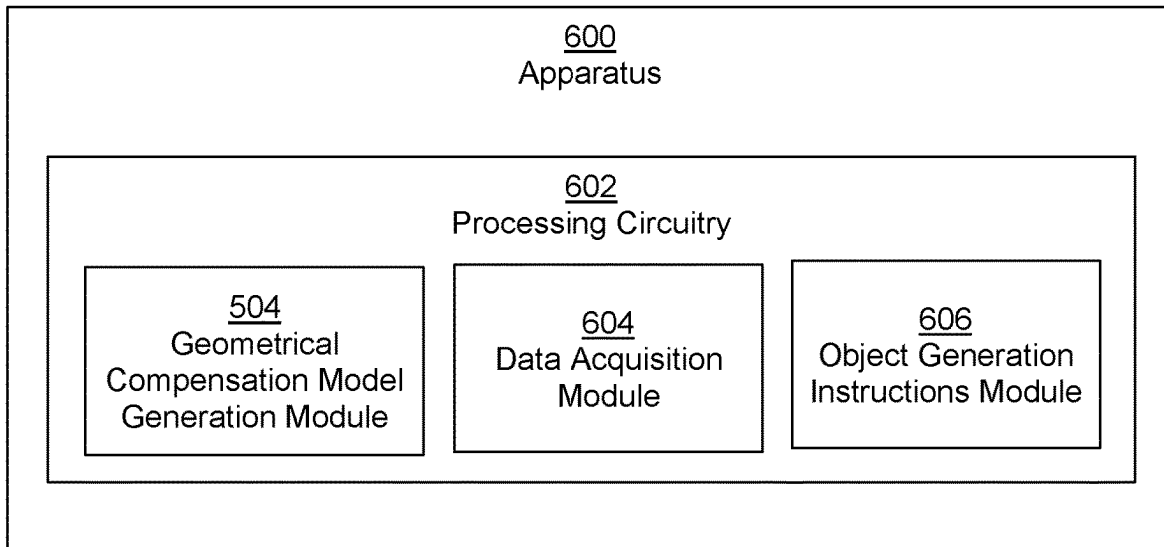 600
Apparatus
602
Processing Circuitry
504
Geometrical
Compensation Model
Generation Module
604
Data Acquisition
Module
606
Object Generation
Instructions Module